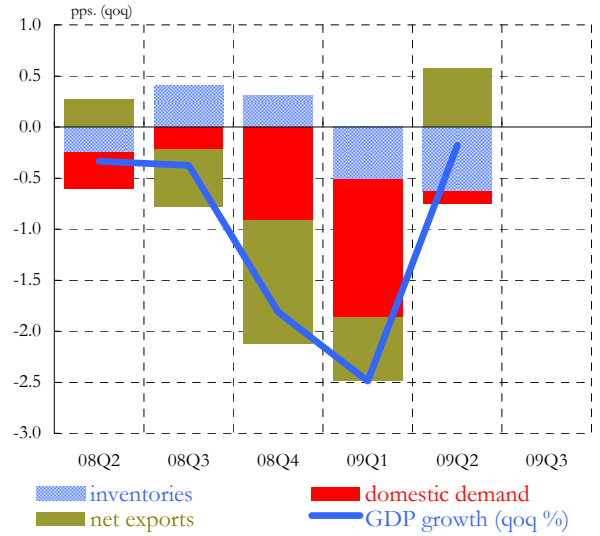 pps. (qoq)
1.0
0.5
0.0
-0.5
-1.0
-1.5
-2.0
-2.5
-3.0
08Q2 08Q3 08Q4 09Q1 09Q2 09Q3
inventories domestic demand
net exports GDP growth (qoq %)